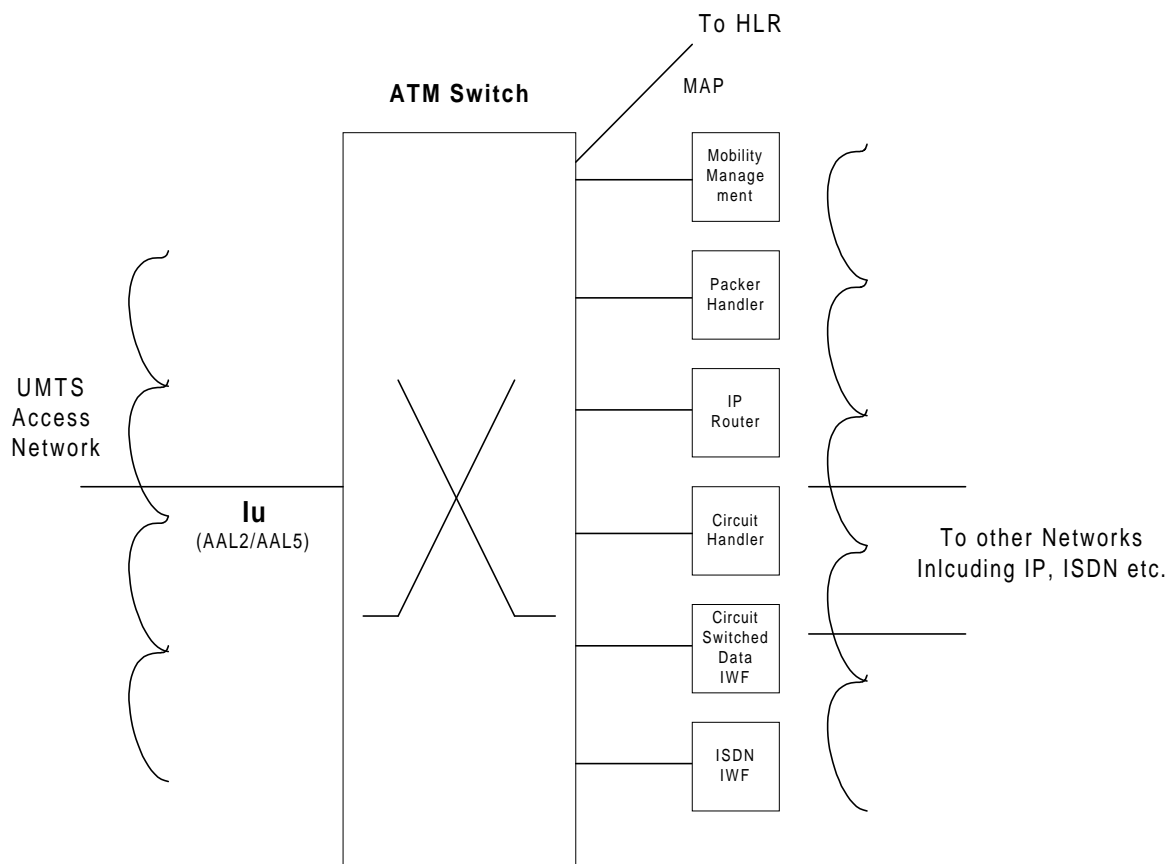 To HLR
ATM Switch
MAP
Mobility
Manage
ment
Packer
Handler
UMTS
Access
Network
IP
Router
Iu
(AAL2/AAL5)
Circuit
Handler
To other Networks
Inlcuding IP, ISDN etc.
Circuit
Switched
Data
IWF
ISDN
IWF